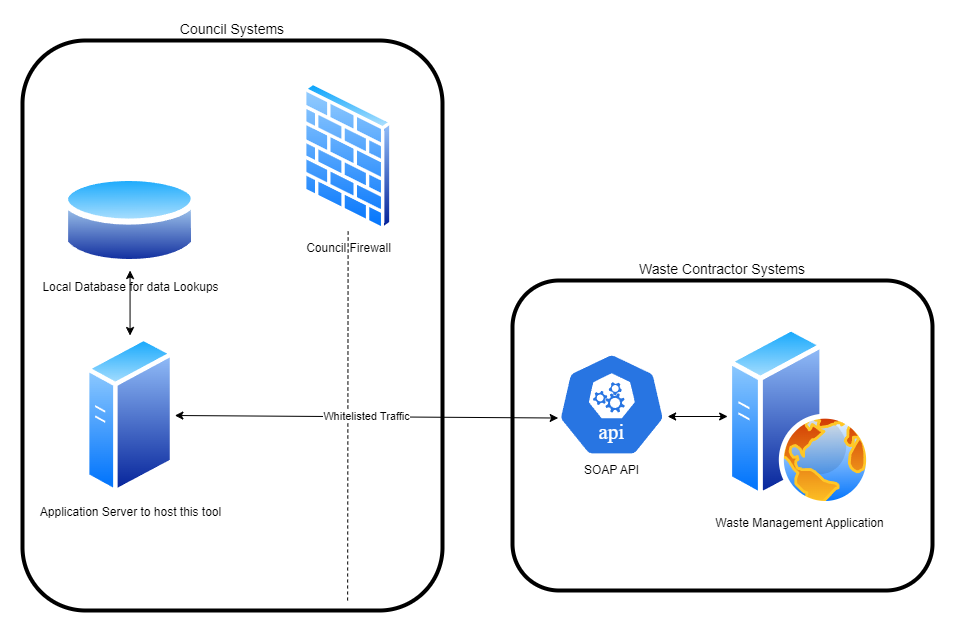 Council Systems
Council Firewall
Local Database for data Lookups
Waste Contractor Systems
Whitelisted Traffic
api
SOAP API
Application Server to host this tool
Waste Management Application